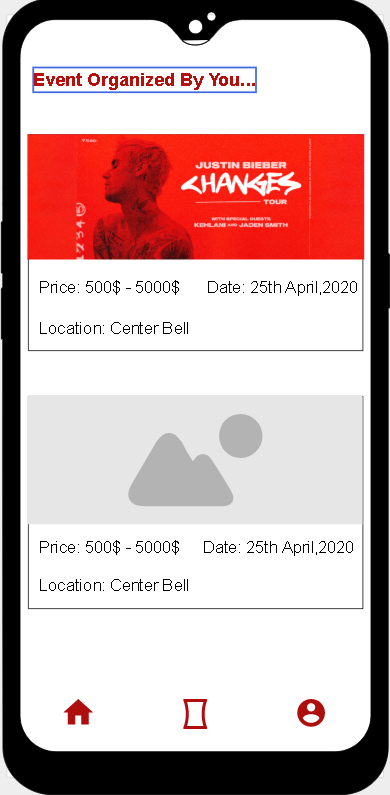 Event Organized By You...
JUSTIN BIEBER
CHANGES
TOUR
WITH SPECIAL GUESTS
KEHLANI AND JADEN SMITH
Price: 500$ - 5000$ Date: 25th April,2020
Location: Center Bell
Price: 500$ - 5000$ Date: 25th April,2020
Location: Center Bell